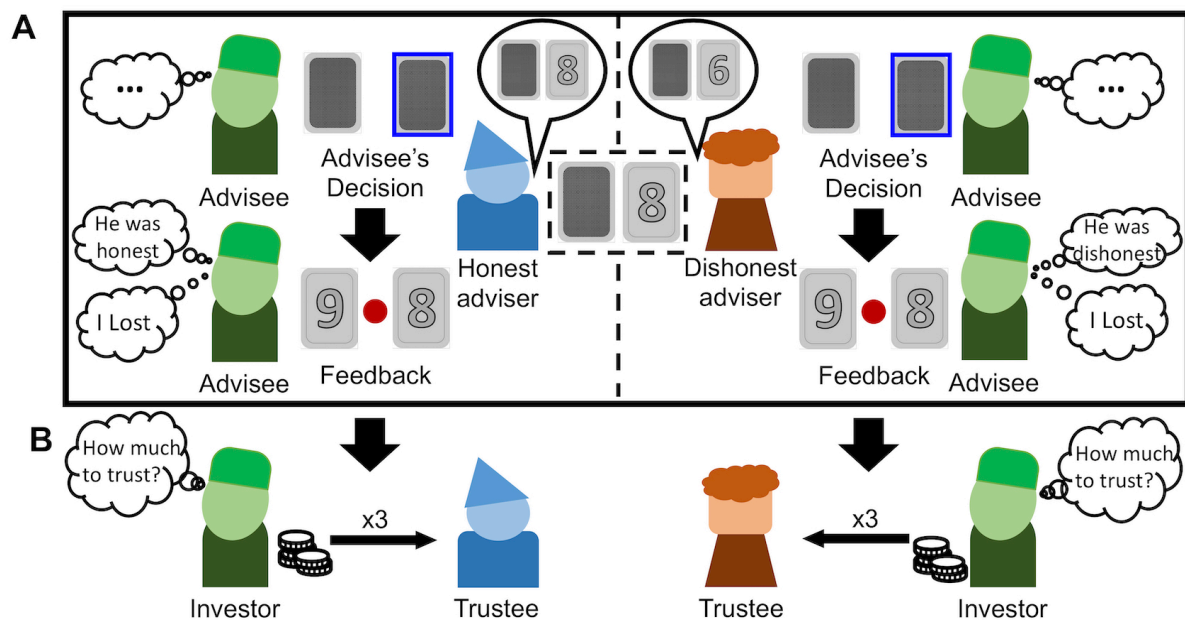 A
...
Advisee
Advisee's
Decision
8
6
8
Advisee's
Decision
...
Advisee
He was
honest
I Lost
Advisee
9
8
Feedback
Honest
adviser
Dishonest
adviser
9
8
Feedback
He was
dishonest
I Lost
Advisee
B
How much
to trust?
x3
Investor
Trustee
Trustee
x3
How much
to trust?
Investor